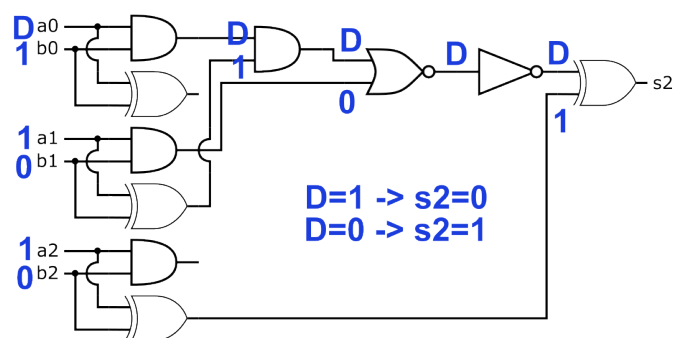 D a0 D D D D
1 b0 1 0 1 s2
1 a1
0 b1
D=1 -> s2=0
D=0 -> s2=1
1 a2
0 b2